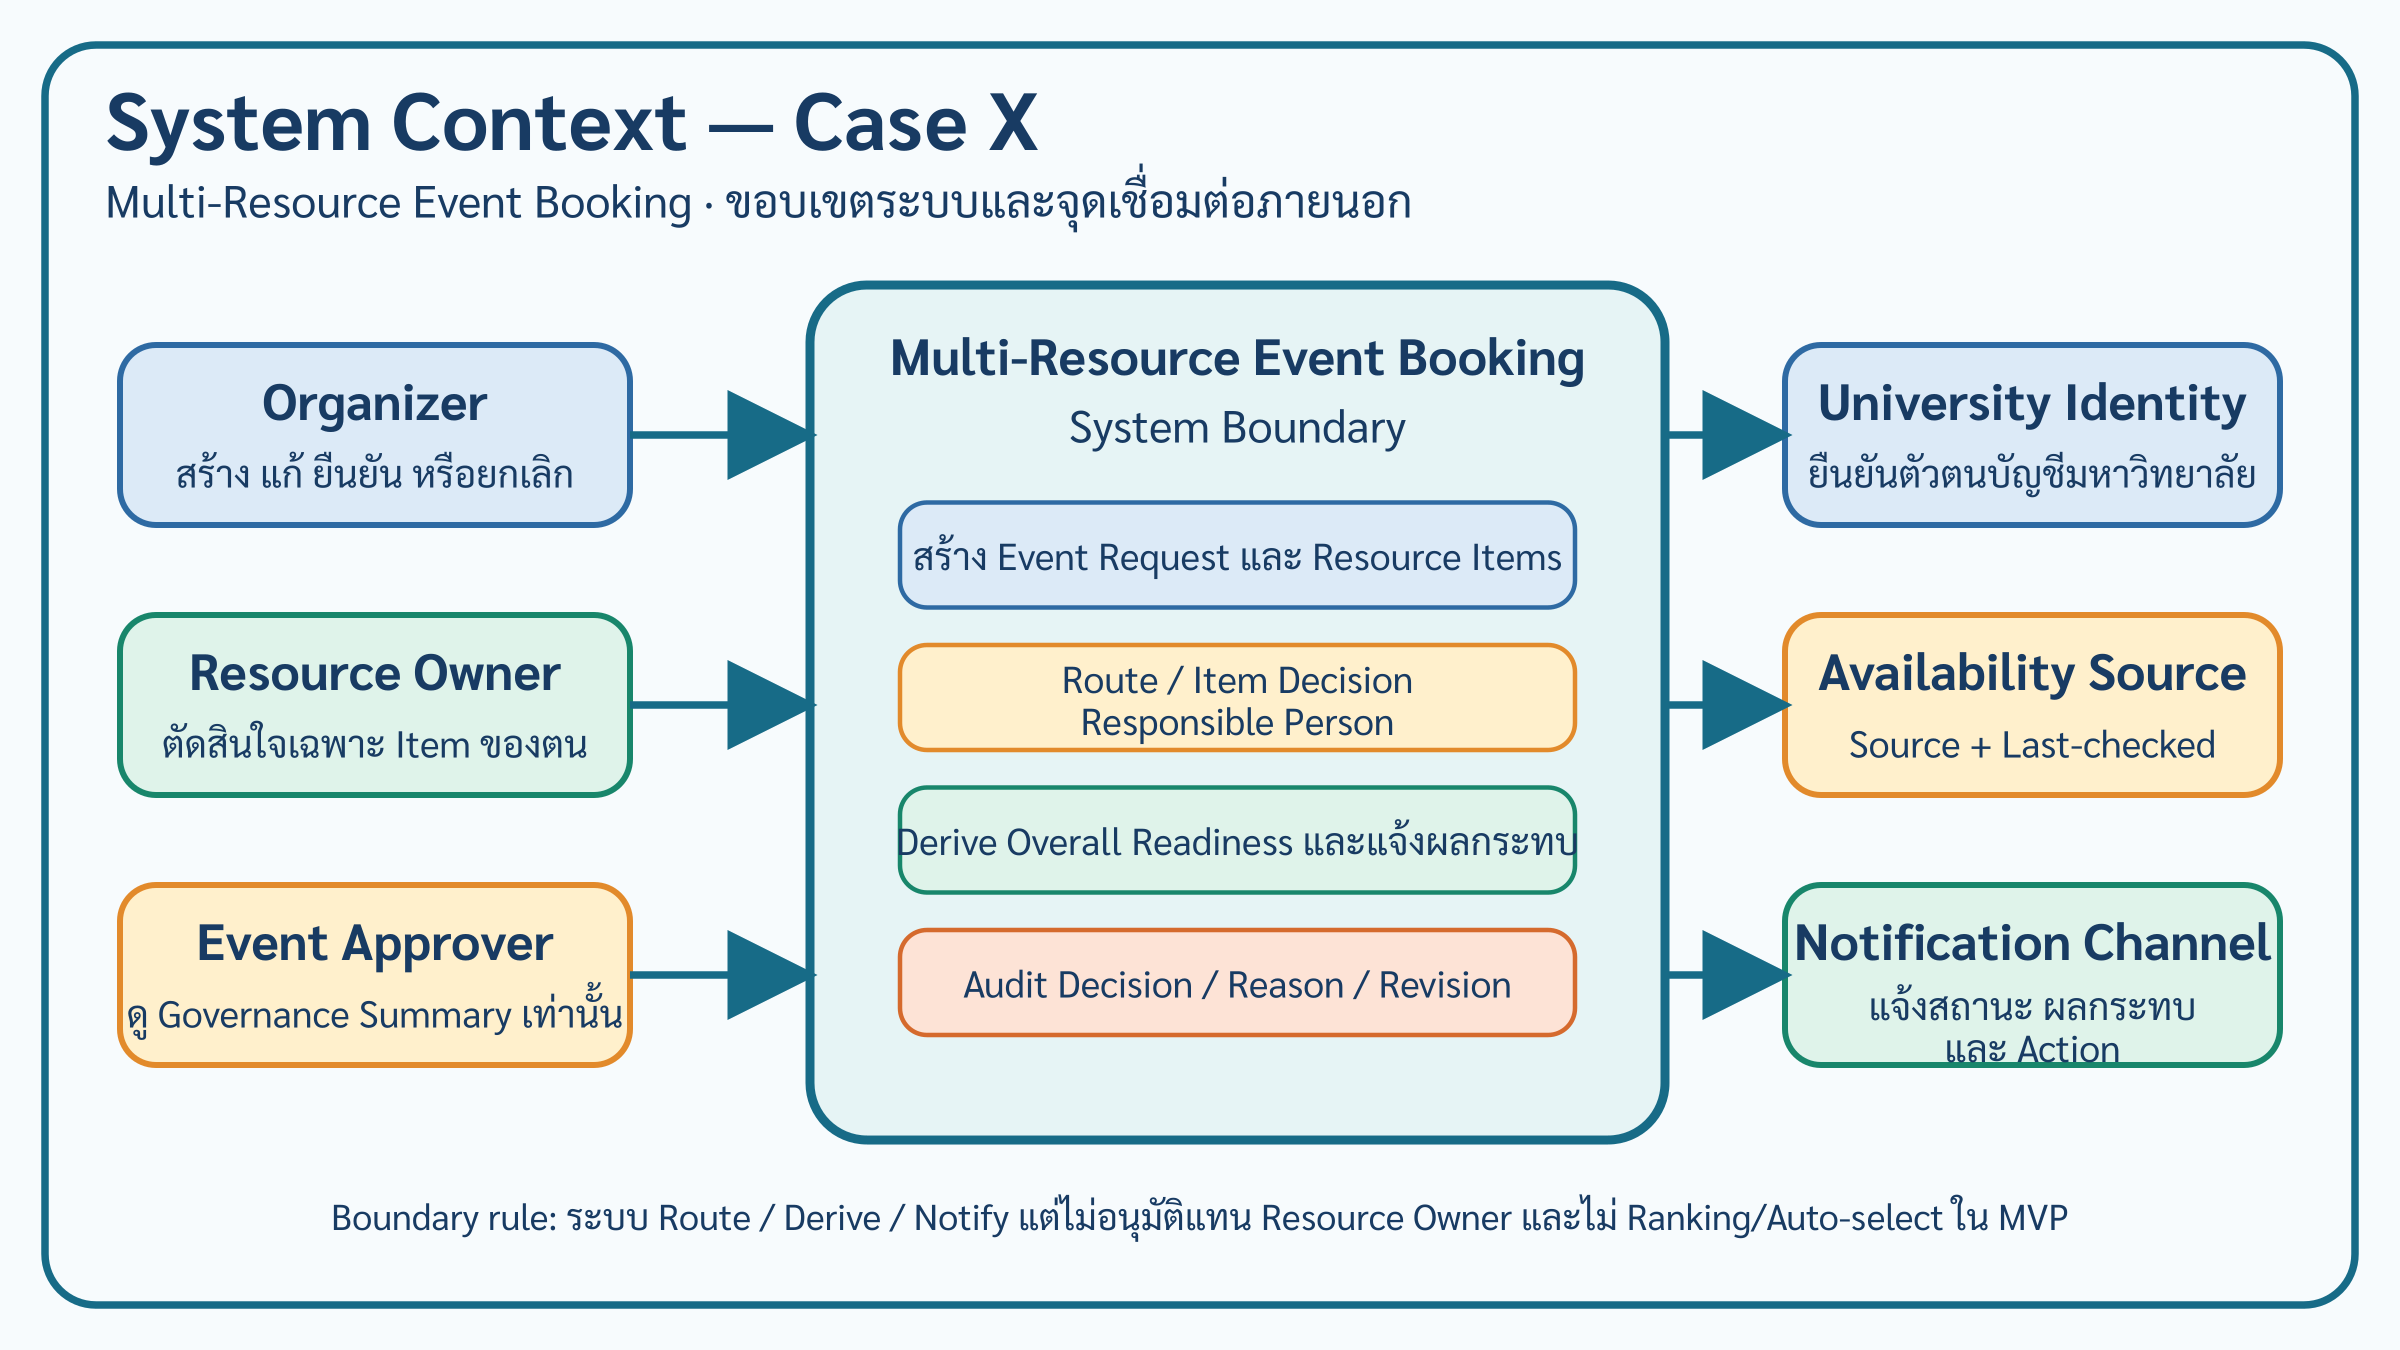 System Context — Case X
Multi-Resource Event Booking · ขอบเขตระบบและจุดเชื่อมต่อภายนอก
Organizer
สร้าง แก้ ยืนยัน หรือยกเลิก
Resource Owner
ตัดสินใจเฉพาะ Item ของตน
Event Approver
ดู Governance Summary เท่านั้น
Multi-Resource Event Booking
System Boundary
สร้าง Event Request และ Resource Items
Route / Item Decision
Responsible Person
Derive Overall Readiness และแจ้งผลกระทบ
Audit Decision / Reason / Revision
University Identity
ยืนยันตัวตนบัญชีมหาวิทยาลัย
Availability Source
Source + Last-checked
Notification Channel
แจ้งสถานะ ผลกระทบ
และ Action
Boundary rule: ระบบ Route / Derive / Notify แต่ไม่อนุมัติแทน Resource Owner และไม่ Ranking/Auto-select ใน MVP